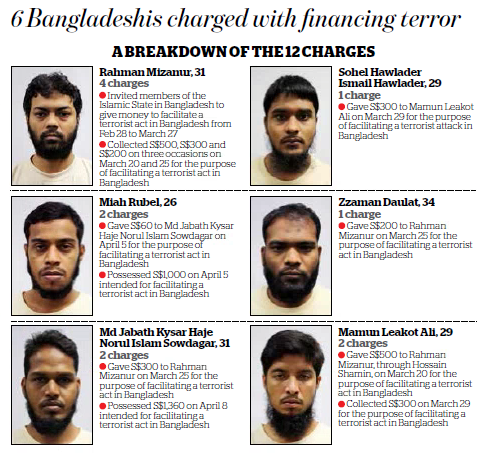 6 Bangladeshis charged with financing terror
A BREAKDOWN OF THE 12 CHARGES
Rahman Mizanur, 31
4 charges
● Invited members of the
Islamic State in Bangladesh to
give money to facilitate a
terrorist act in Bangladesh from
Feb 28 to March 27
● Collected S$500, S$300 and
S$200 on three occasions on
March 20 and 25 for the purpose
of facilitating a terrorist act in
Bangladesh
Sohel Hawlader
Ismail Hawlader, 29
1 charge
● Gave S$300 to Mamun Leakot
Ali on March 29 for the purpose
of facilitating a terrorist attack in
Bangladesh
Miah Rubel, 26
2 charges
● Gave S$60 to Md Jabath Kysar
Haje Norul Islam Sowdagar on
April 5 for the purpose of
facilitating a terrorist act in
Bangladesh
● Possessed S$1,000 on April 5
intended for facilitating a
terrorist act in Bangladesh
Zzaman Daulat, 34
1 charge
● Gave S$200 to Rahman
Mizanur on March 25 for the
purpose of facilitating a terrorist
act in Bangladesh
Md Jabath Kysar Haje
Norul Islam Sowdagar, 31
2 charges
● Gave S$300 to Rahman
Mizanur on March 25 for the
purpose of facilitating a terrorist
act in Bangladesh
● Possessed S$1,360 on April 8
intended for facilitating a
terrorist act in Bangladesh
Mamun Leakot Ali, 29
2 charges
● Gave S$500 to Rahman
Mizanur, through Hossain
Shamin, on March 20 for the
purpose of facilitating a terrorist
act in Bangladesh
● Collected S$300 on March 29
for the purpose of facilitating a
terrorist act in Bangladesh